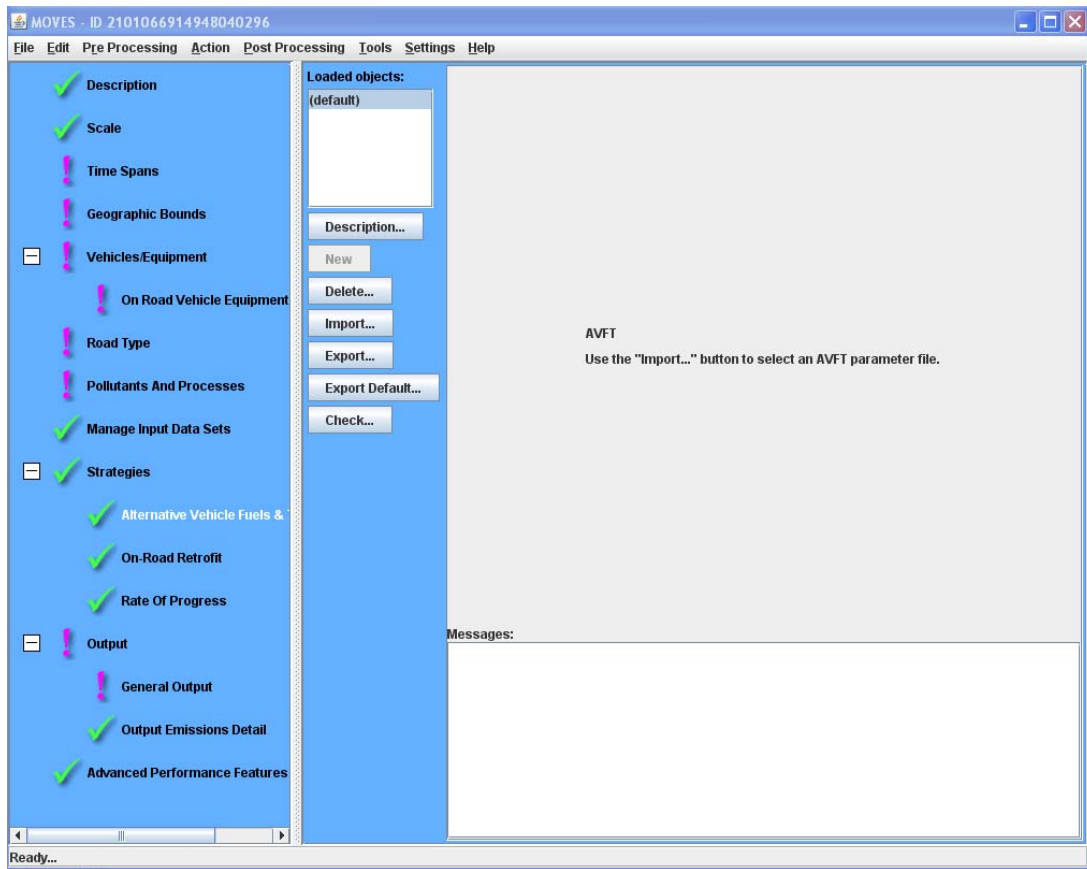 MOVES - ID 2101066914948040296
File Edit Pre Processing Action Post Processing Tools Settings Help
Description
Scale
Time Spans
Geographic Bounds
Vehicles/Equipment
On Road Vehicle Equipment
Road Type
Pollutants And Processes
Manage Input Data Sets
Strategies
Alternative Vehicle Fuels &
On-Road Retrofit
Rate Of Progress
Output
General Output
Output Emissions Detail
Advanced Performance Features
Loaded objects:
(default)
Description...
New
Delete...
Import...
Export...
Export Default...
Check...
AVFT
Use the "Import..." button to select an AVFT parameter file.
Messages:
Ready...